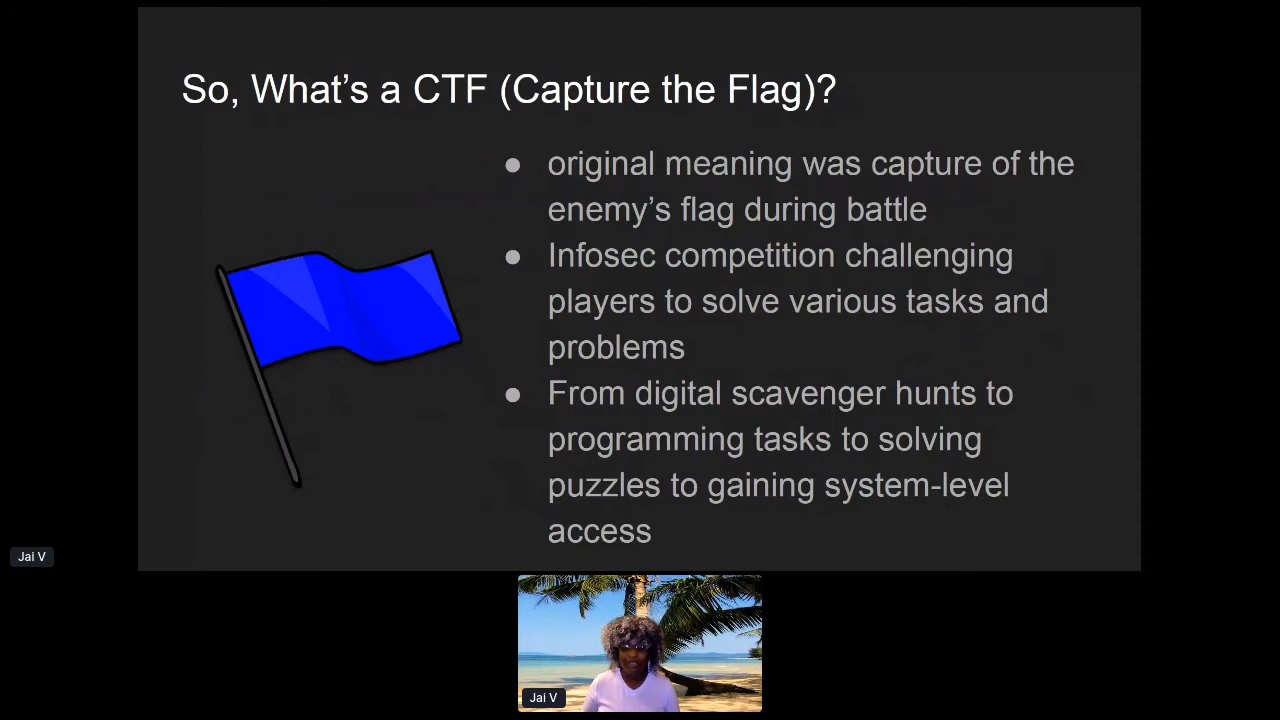 So, What's a CTF (Capture the Flag)?
● original meaning was capture of the
enemy's flag during battle
● Infosec competition challenging
players to solve various tasks and
problems
● From digital scavenger hunts to
programming tasks to solving
puzzles to gaining system-level
access
Jai V
Jai V